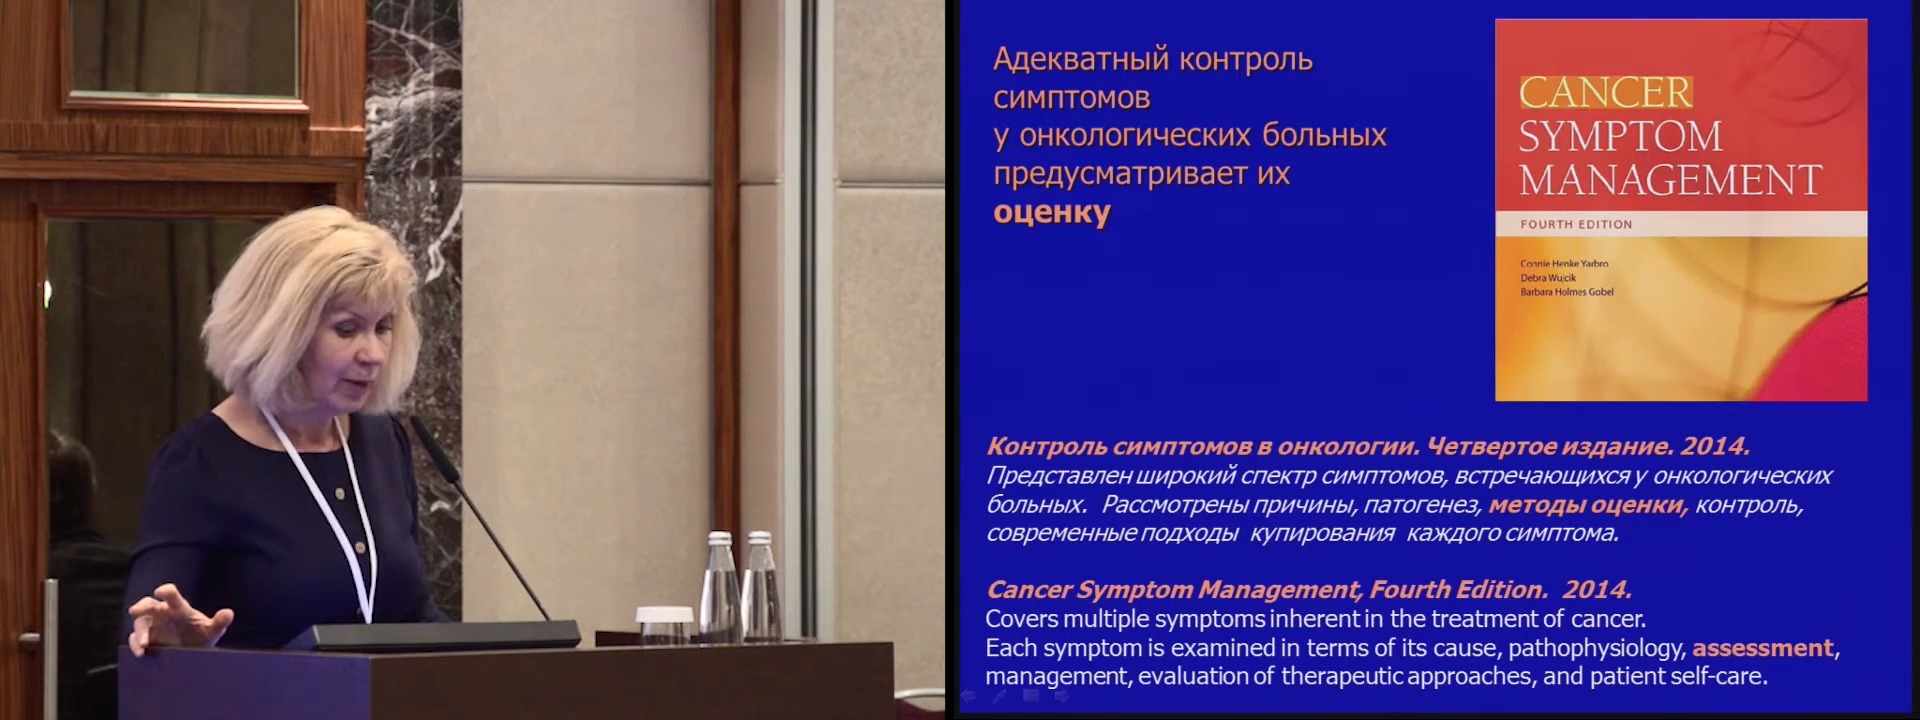 Адекватный контроль
симптомов
у онкологических больных
предусматривает их
оценку
CANCER
SYMPTOM
MANAGEMENT
FOURTH EDITION
Connie Henke Yarbro
Debra Wujcik
Barbara Holmes Gobel
Контроль симптомов в онкологии. Четвертое издание. 2014.
Представлен широкий спектр симптомов, встречающихся у онкологических
больных. Рассмотрены причины, патогенез, методы оценки, контроль,
современные подходы купирования каждого симптома.
Cancer Symptom Management, Fourth Edition. 2014.
Covers multiple symptoms inherent in the treatment of cancer.
Each symptom is examined in terms of its cause, pathophysiology, assessment,
management, evaluation of therapeutic approaches, and patient self-care.